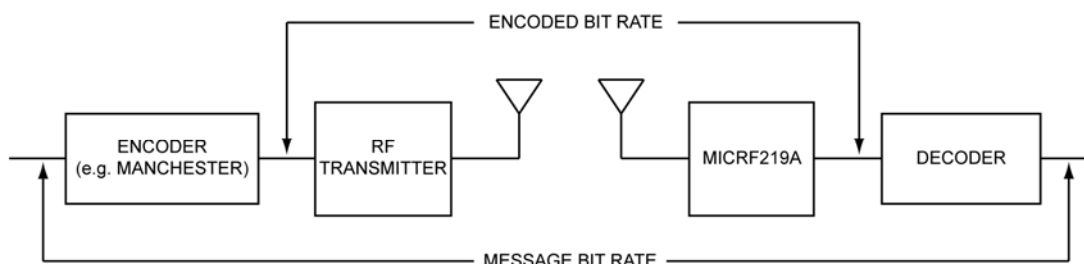 ENCODED BIT RATE
ENCODER
(e.g. MANCHESTER)
RF
TRANSMITTER
MICRF219A
DECODER
MESSAGE BIT RATE